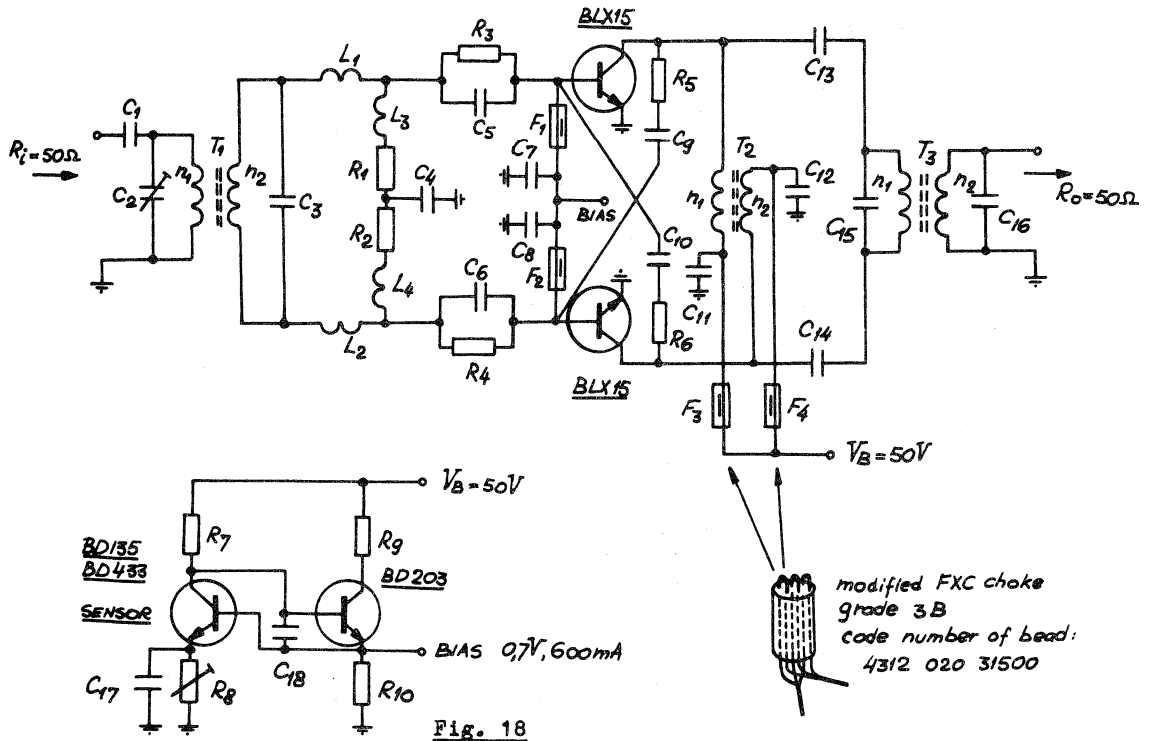 BLX15
R3
L1
C13
R5
C1
L3
C5
F1
C9
T1
C7
T2
T3
Ri=50Ω
n1
n2
R1
C4
C12
n1
n2
C2
C3
n1
n2
n1
n2
Ro=50Ω
BIAS
C15
C16
R2
C8
C10
C6
F2
L4
C11
R6
C14
L2
R4
BLX15
F3
F4
VB=50V
VB=50V
R7
R9
BD135
BD433
BD203
SENSOR
modified FXC choke
grade 3B
code number of bead:
4312 020 31500
BIAS 0,7V, 600mA
C18
C17
R8
R10
Fig. 18